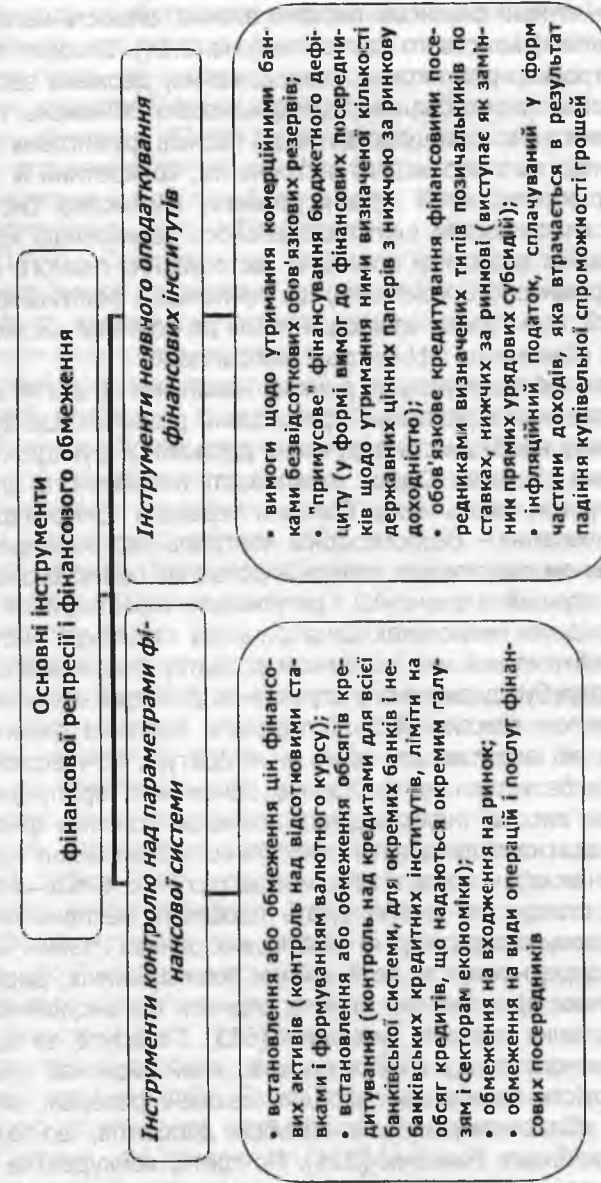 Основні інструменти
фінансової репресії і фінансового обмеження
Інструменти контролю над параметрами фі-
нансової системи
• встановлення або обмеження цін фінансо-
вих активів (контроль над відсотковими ста-
вками і формування валютного курсу);
• встановлення або обмеження обсягів кре-
дитування (контроль над кредитами для всієї
банківської системи, для окремих банків і не-
банківських кредитних інститутів, ліміти на
обсяг кредитів, що надаються окремим галу-
зям і секторам економіки));
• обмеження на входження на ринок;
• обмеження на види операцій і послуг фінан-
сових посередників
Інструменти неявного оподаткування
фінансових інститутів
• вимоги щодо утримання комерційними бан-
ками безвідсоткових обов'язкових резервів;
• "примусове" фінансування бюджетного дефі-
циту (у формі вимог до фінансових посередни-
ків щодо утримання ними визначеної кількості
державних цінних паперів з нижчою за ринкову
доходністю);
• обов'язкове кредитування фінансовими посе-
редниками визначених типів позичальників по
ставках, нижчих за ринкові (виступає як замін-
ник прямих урядових субсидій);
• інфляційний податок, сплачуваний у форм
частини доходів, яка втрачається в результат
падіння купівельної спроможності грошей